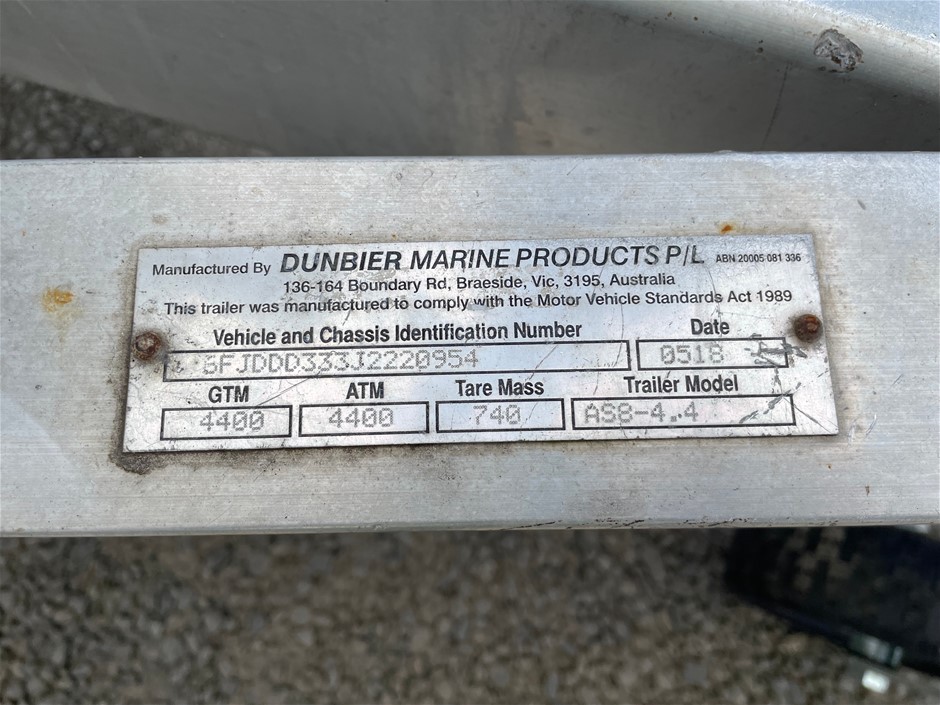 Manufactured By DUNBIER MARINE PRODUCTS P/L ABN 20005 081 336
136-164 Boundary Rd, Braeside, Vic, 3195, Australia
This trailer was manufactured to comply with the Motor Vehicle Standards Act 1989
Vehicle and Chassis Identification Number Date
6FJDDD333J2220954 0518
GTM ATM Tare Mass Trailer Model
4400 4400 740 AS8-4.4